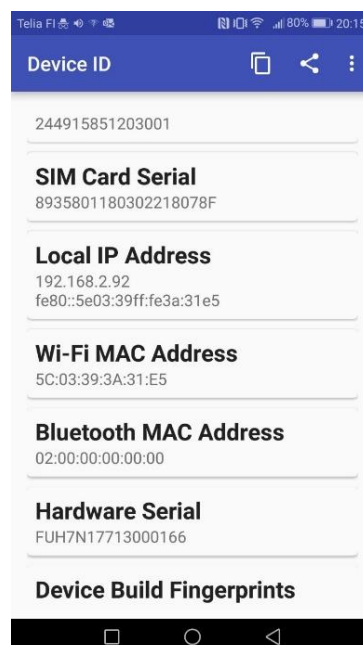 Telia FI 80% 20:15
Device ID
244915851203001
SIM Card Serial
8935801180302218078F
Local IP Address
192.168.2.92
fe80::5e03:39ff:fe3a:31e5
Wi-Fi MAC Address
5C:03:39:3A:31:E5
Bluetooth MAC Address
02:00:00:00:00:00
Hardware Serial
FUH7N17713000166
Device Build Fingerprints